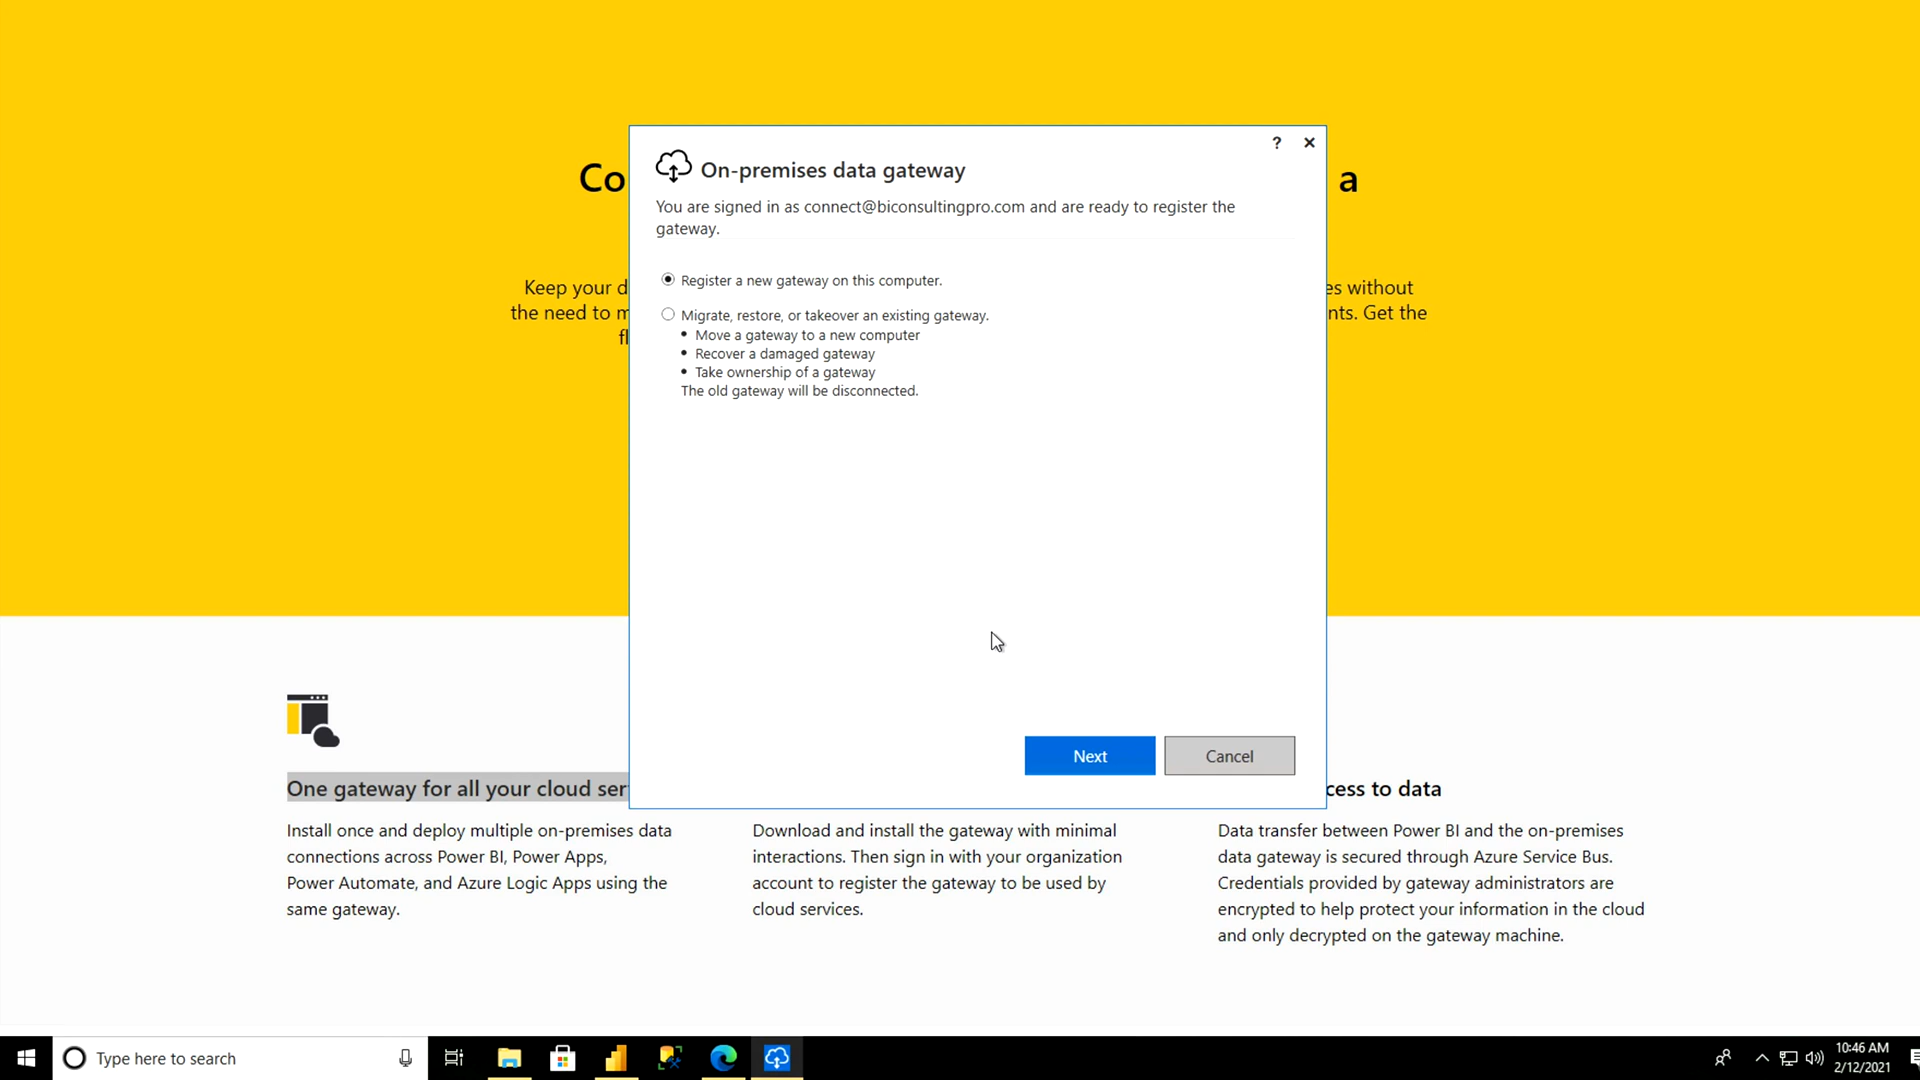 Co
a
Keep your d
es without
the need to m
nts. Get the
fl
? ×
On-premises data gateway
You are signed in as connect@biconsultingpro.com and are ready to register the
gateway.
Register a new gateway on this computer.
Migrate, restore, or takeover an existing gateway.
• Move a gateway to a new computer
• Recover a damaged gateway
• Take ownership of a gateway
The old gateway will be disconnected.
Next
Cancel
One gateway for all your cloud ser
Install once and deploy multiple on-premises data
connections across Power BI, Power Apps,
Power Automate, and Azure Logic Apps using the
same gateway.
Download and install the gateway with minimal
interactions. Then sign in with your organization
account to register the gateway to be used by
cloud services.
cess to data
Data transfer between Power BI and the on-premises
data gateway is secured through Azure Service Bus.
Credentials provided by gateway administrators are
encrypted to help protect your information in the cloud
and only decrypted on the gateway machine.
Type here to search
10:46 AM
2/12/2021